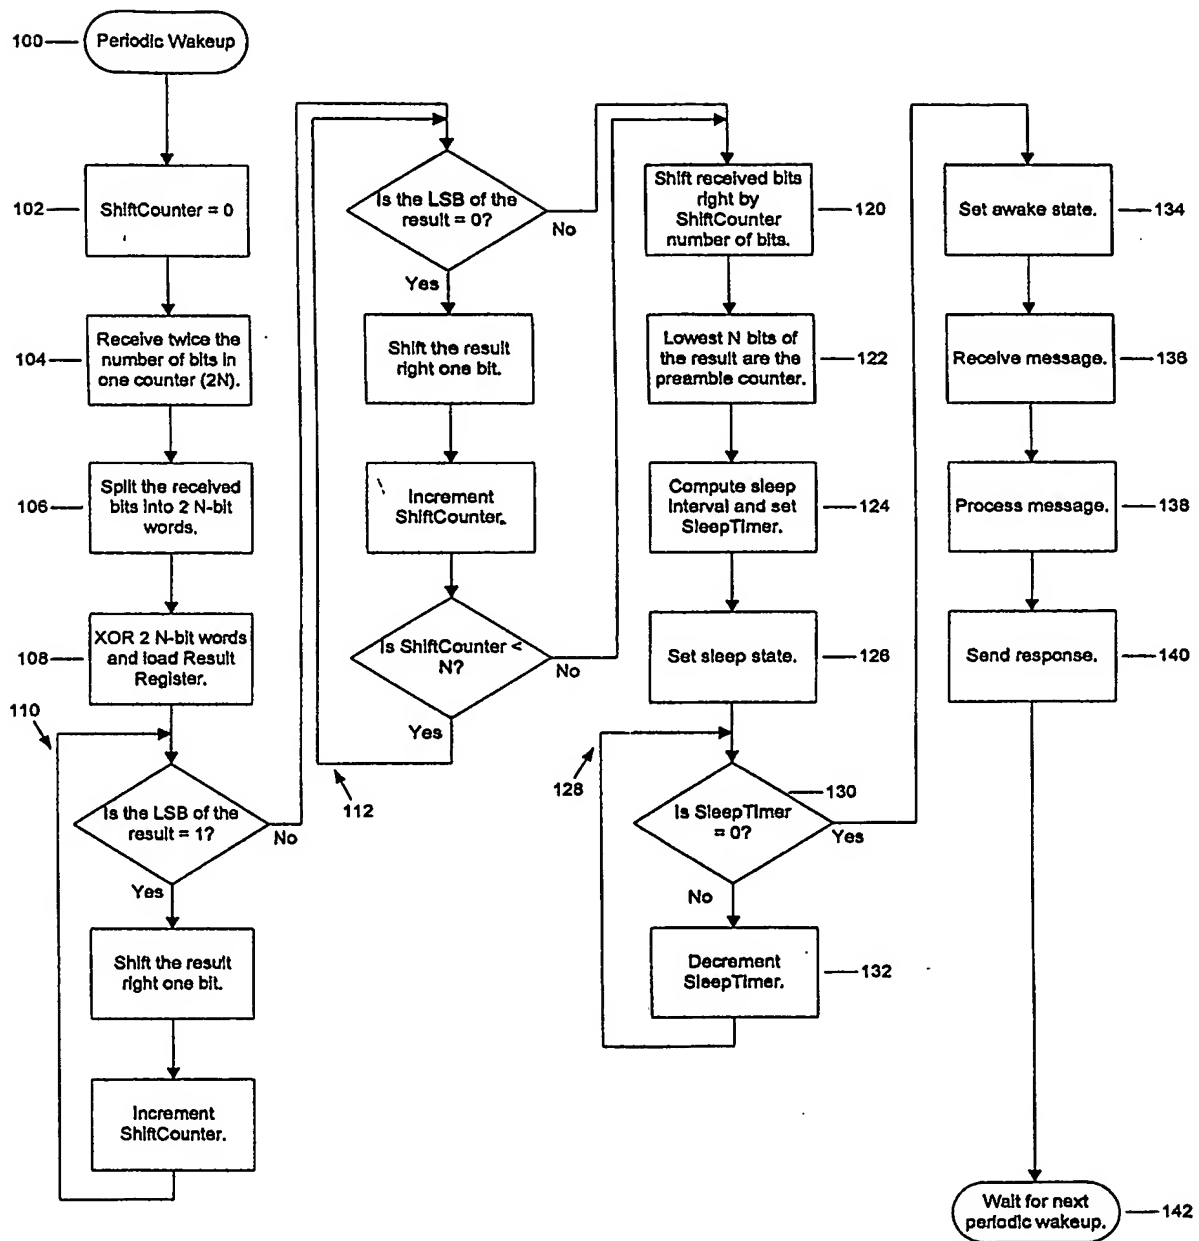 100
Periodic Wakeup
102
ShiftCounter = 0
104
Receive twice the
number of bits in
one counter (2N).
106
Split the received
bits into 2 N-bit
words.
108
XOR 2 N-bit words
and load Result
Register.
110
Is the LSB of the
result = 1?
No
Yes
Shift the result
right one bit.
Increment
ShiftCounter.
Is the LSB of the
result = 0?
No
Yes
Shift the result
right one bit.
Increment
ShiftCounter.
Is ShiftCounter <
N?
No
Yes
112
Shift received bits
right by
ShiftCounter
number of bits.
120
Lowest N bits of
the result are the
preamble counter.
122
Compute sleep
interval and set
SleepTimer.
124
Set sleep state.
126
128
130
Is SleepTimer
= 0?
Yes
No
Decrement
SleepTimer.
132
Set awake state.
134
Receive message.
136
Process message.
138
Send response.
140
Wait for next
periodic wakeup.
142